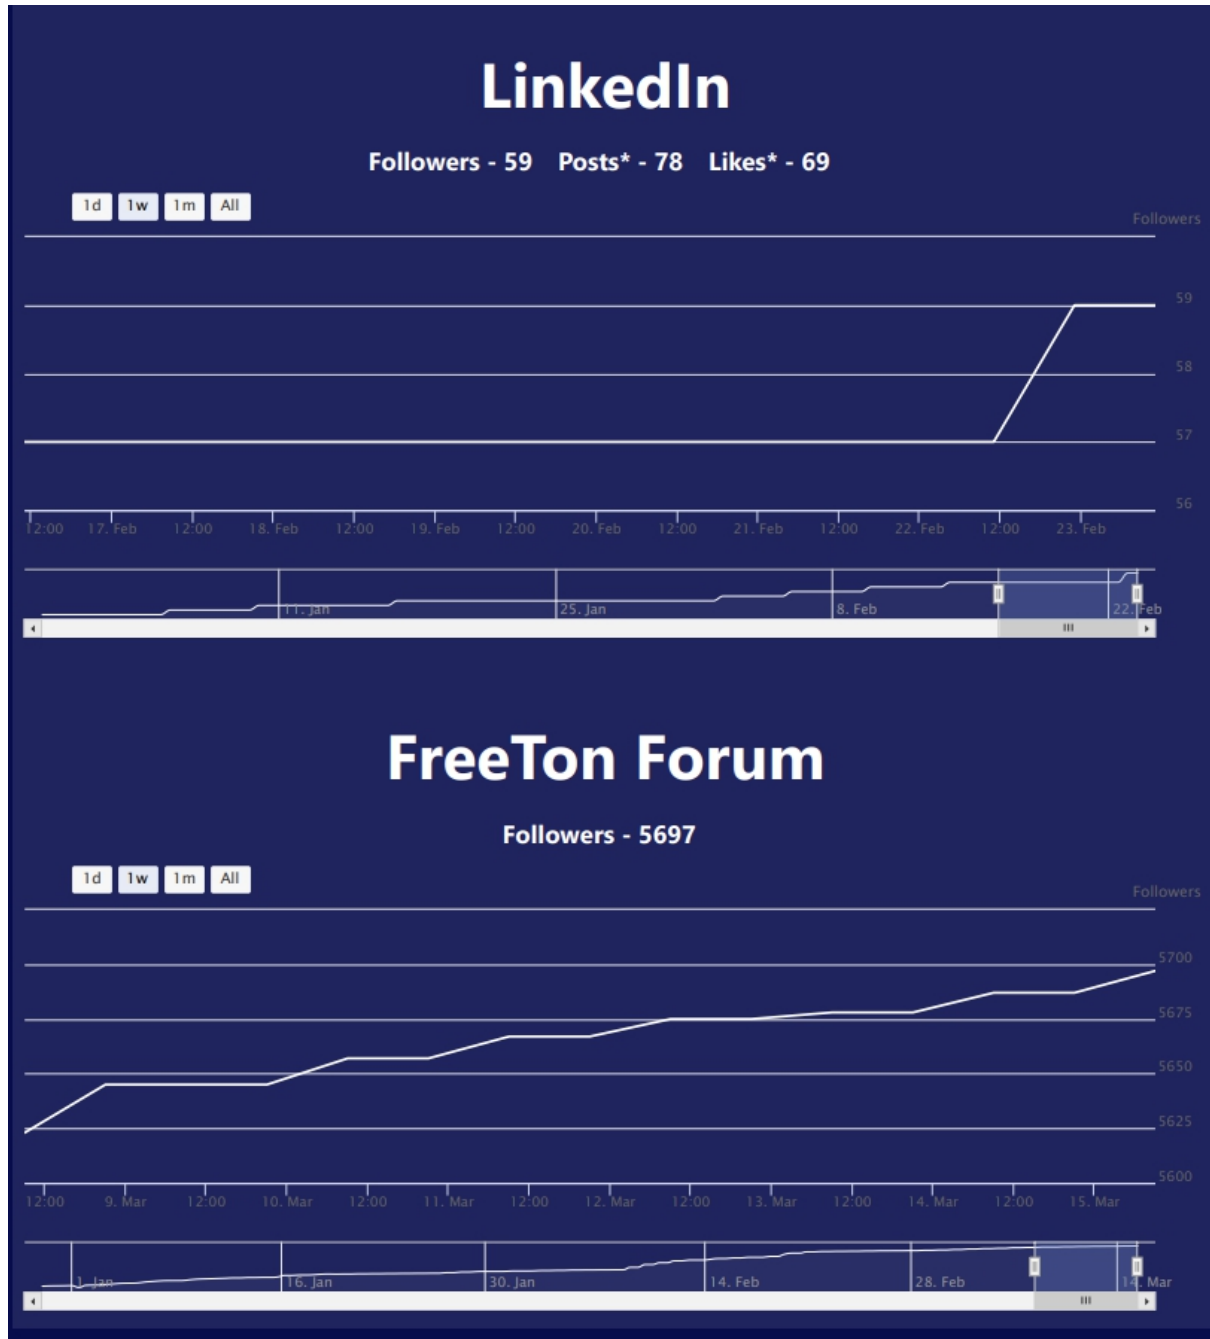 LinkedIn
Followers - 59 Posts* - 78 Likes* - 69
1d 1w 1m All
Followers
59
58
57
56
12:00 17. Feb 12:00 18. Feb 12:00 19. Feb 12:00 20. Feb 12:00 21. Feb 12:00 22. Feb 12:00 23. Feb
11. Jan 25. Jan 8. Feb 22. Feb
FreeTon Forum
Followers - 5697
1d 1w 1m All
Followers
5700
5675
5650
5625
5600
12:00 9. Mar 12:00 10. Mar 12:00 11. Mar 12:00 12. Mar 12:00 13. Mar 12:00 14. Mar 12:00 15. Mar
1. Jan 16. Jan 30. Jan 14. Feb 28. Feb 14. Mar